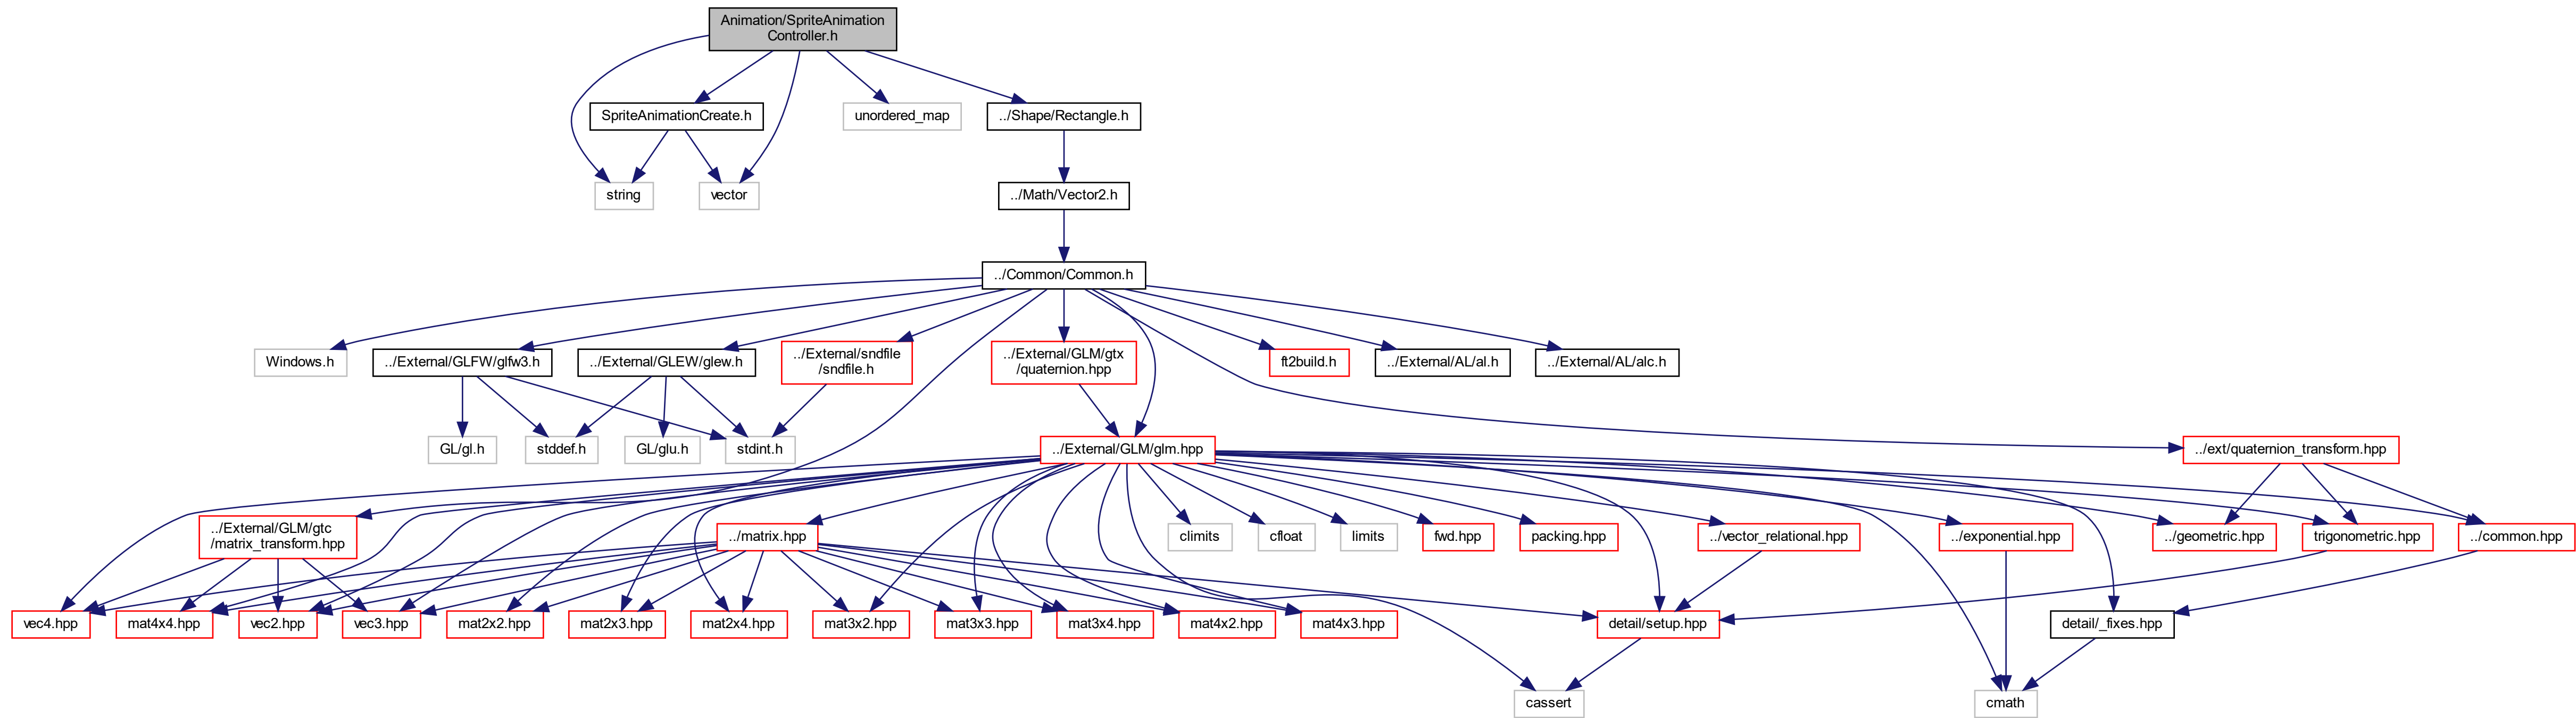 Animation/SpriteAnimation
Controller.h
SpriteAnimationCreate.h
unordered_map
../Shape/Rectangle.h
string
vector
../Math/Vector2.h
../Common/Common.h
Windows.h
../External/GLFW/glfw3.h
../External/GLEW/glew.h
../External/sndfile
/sndfile.h
../External/GLM/gtx
/quaternion.hpp
ft2build.h
../External/AL/al.h
../External/AL/alc.h
GL/gl.h
stddef.h
GL/glu.h
stdint.h
../External/GLM/glm.hpp
../ext/quaternion_transform.hpp
../External/GLM/gtc
/matrix_transform.hpp
../matrix.hpp
climits
cfloat
limits
fwd.hpp
packing.hpp
../vector_relational.hpp
../exponential.hpp
../geometric.hpp
trigonometric.hpp
../common.hpp
vec4.hpp
mat4x4.hpp
vec2.hpp
vec3.hpp
mat2x2.hpp
mat2x3.hpp
mat2x4.hpp
mat3x2.hpp
mat3x3.hpp
mat3x4.hpp
mat4x2.hpp
mat4x3.hpp
detail/setup.hpp
detail/_fixes.hpp
cassert
cmath